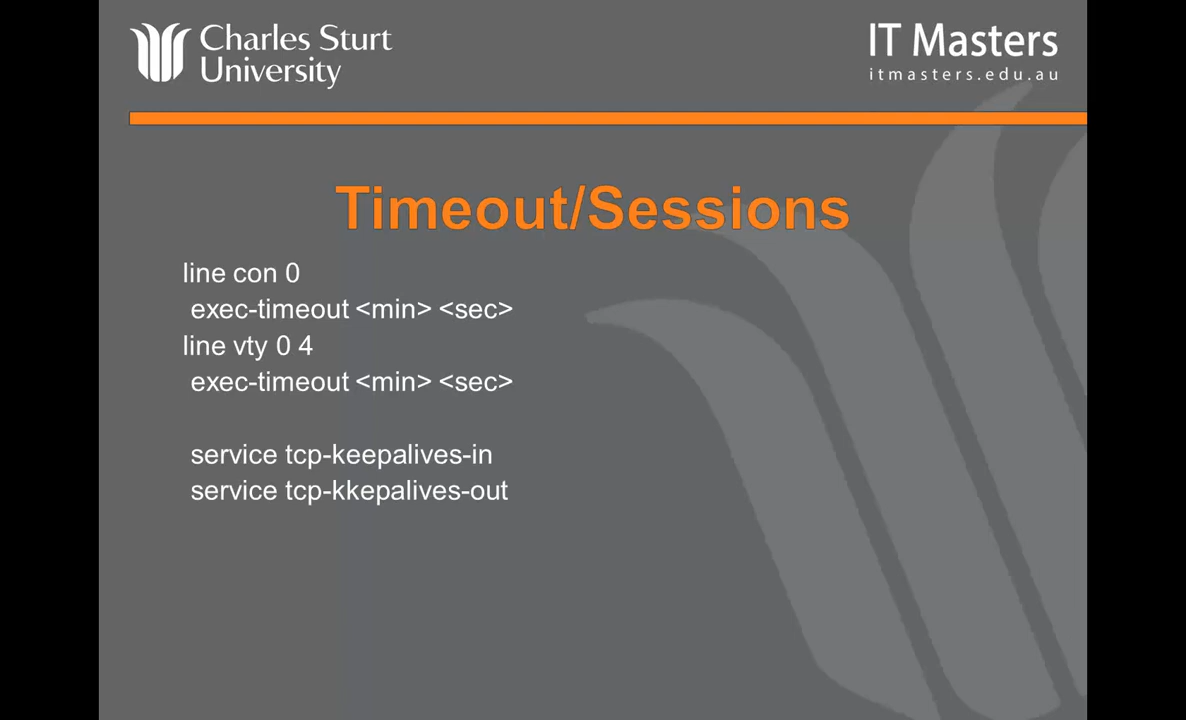 Charles Sturt
University
IT Masters
itmasters.edu.au
Timeout/Sessions
line con 0
exec-timeout <min> <sec>
line vty 0 4
exec-timeout <min> <sec>
service tcp-keepalives-in
service tcp-kkepalives-out